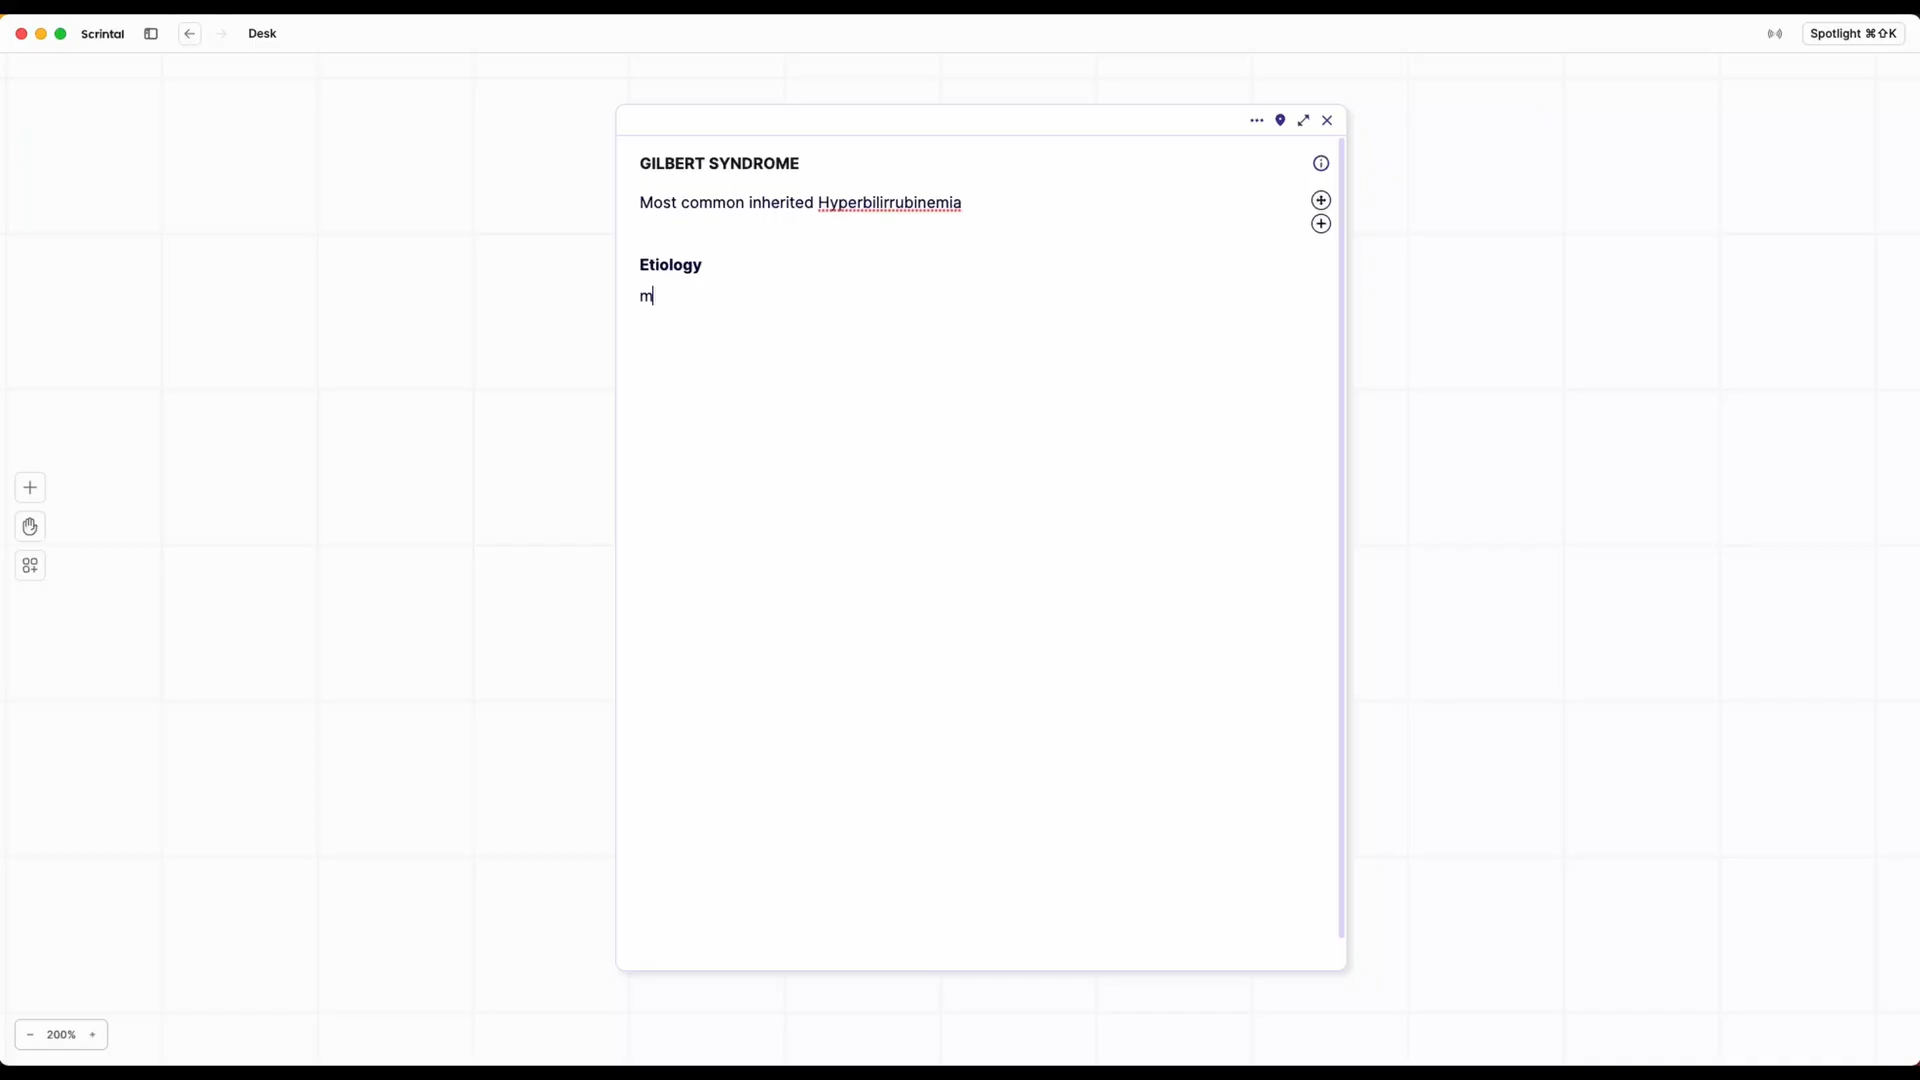 Scrintal
Desk
Spotlight ⌘⇧K
GILBERT SYNDROME
Most common inherited Hyperbilirrubinemia
Etiology
m
200%